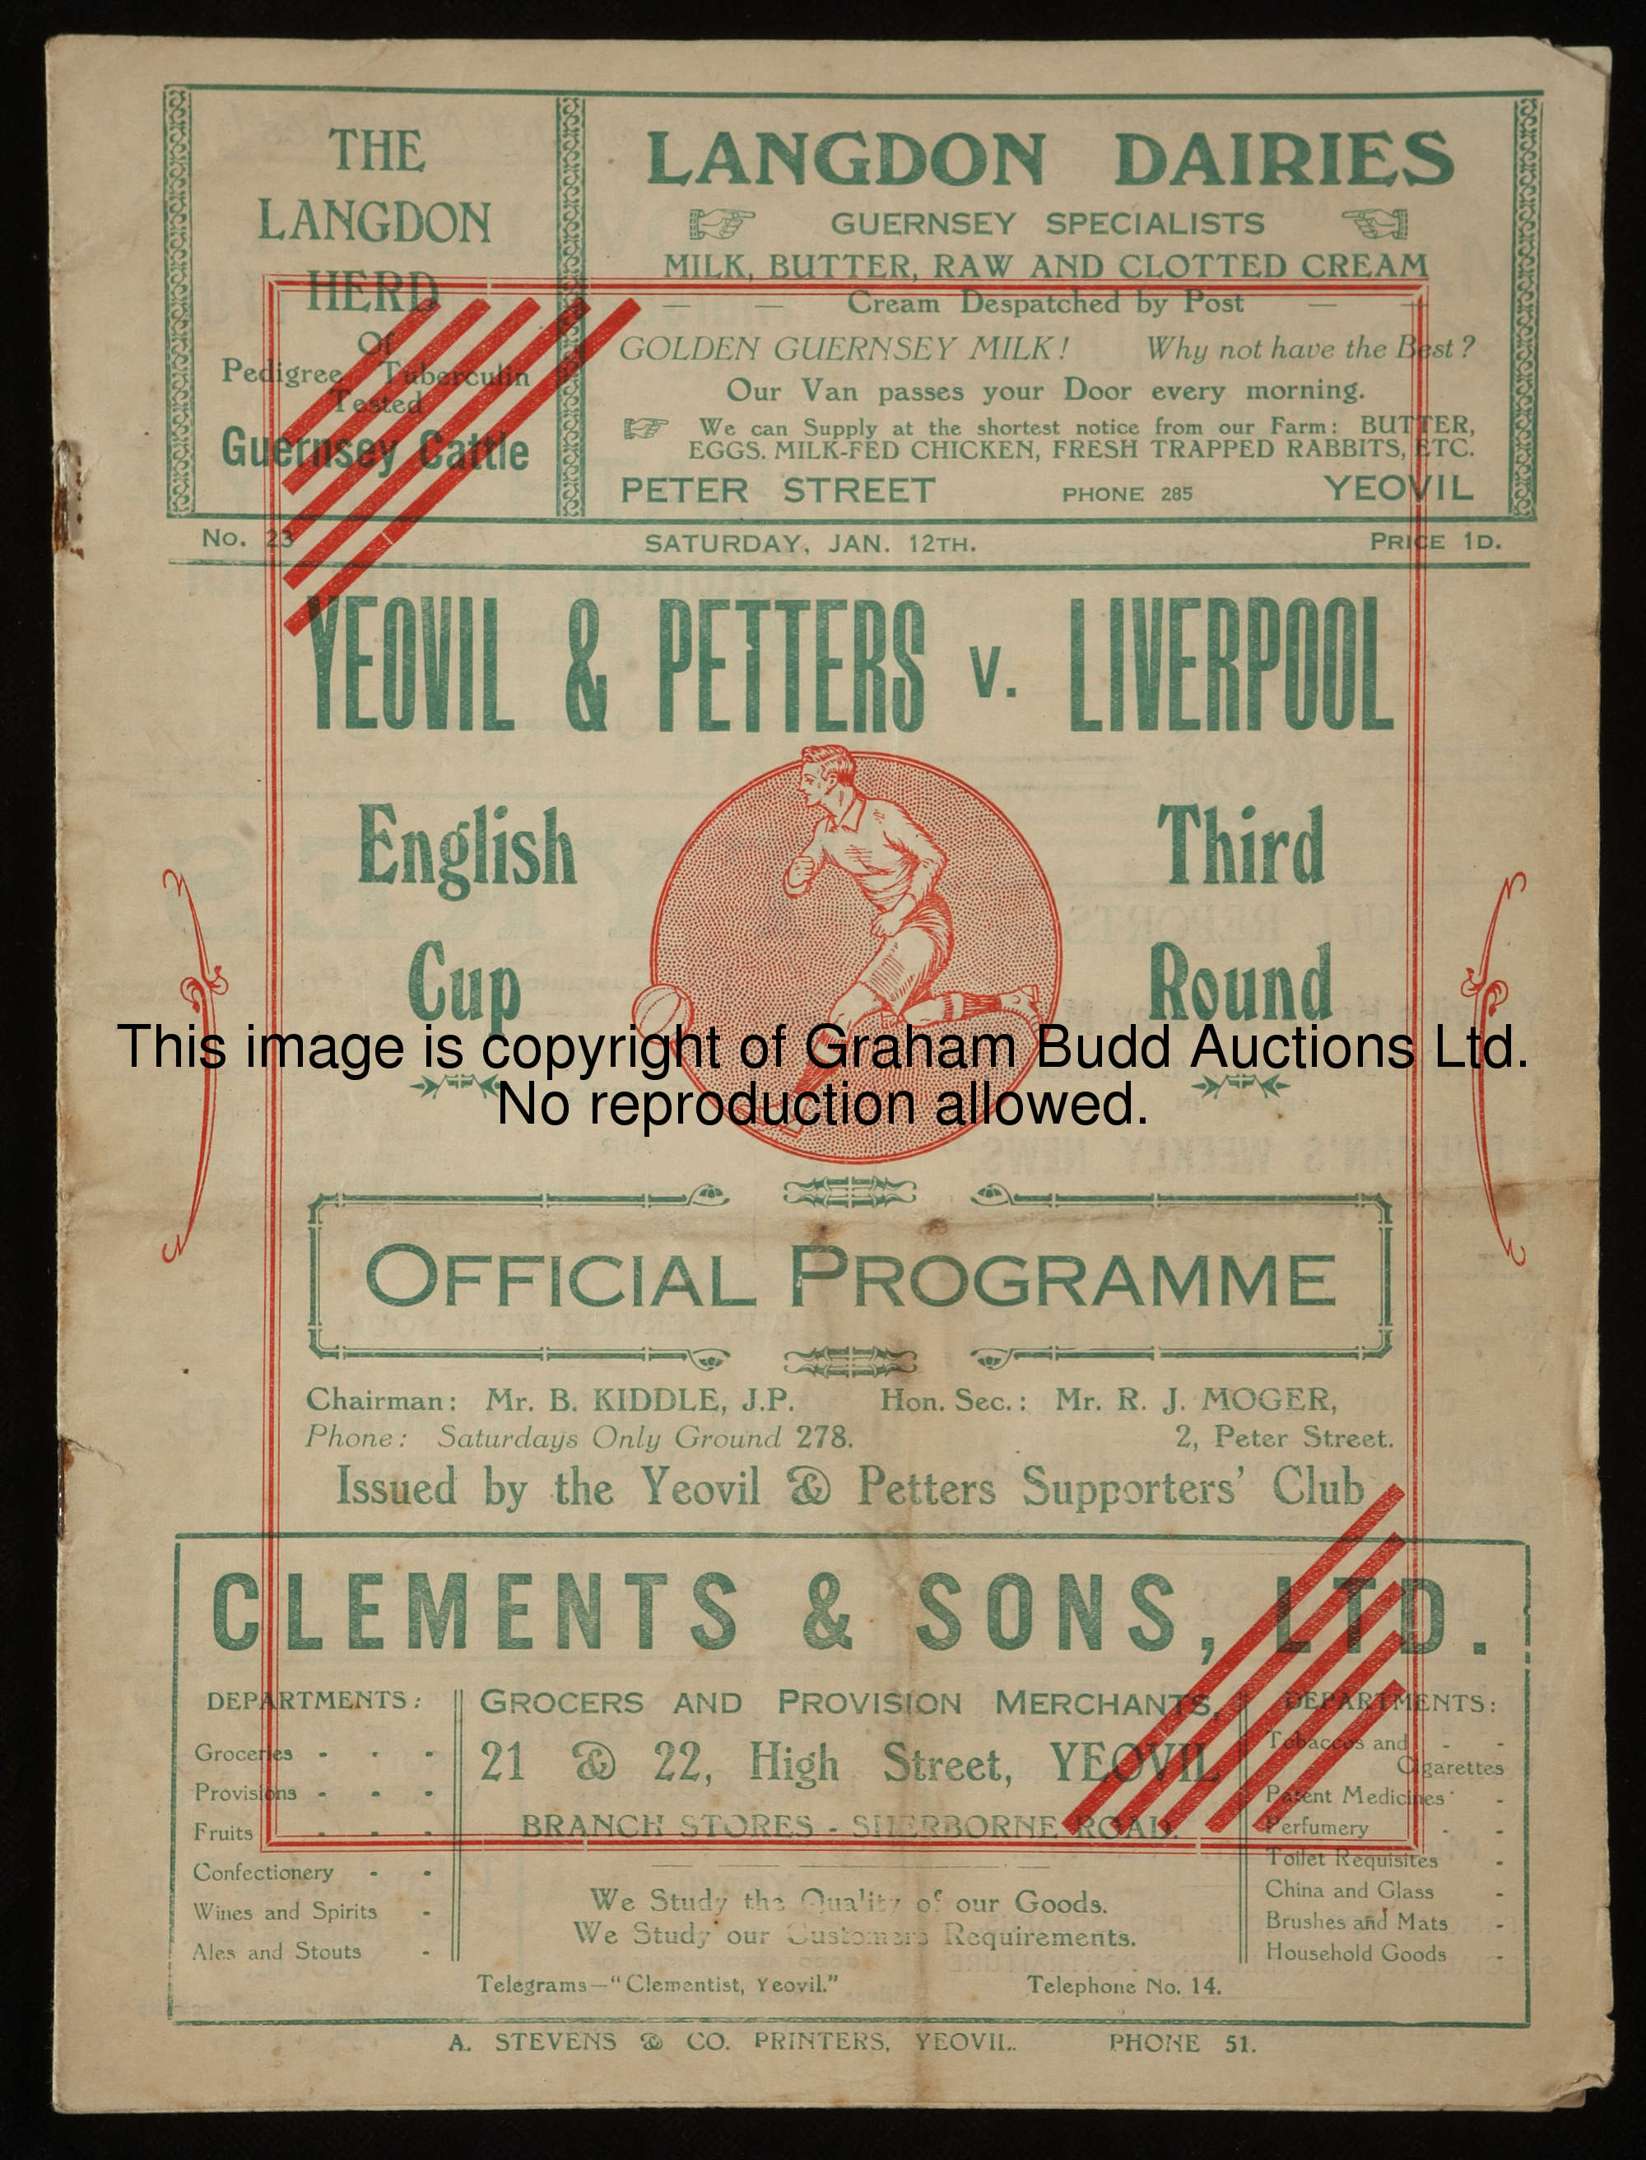 THE
LANGDON
HERD
Of
Pedigree Tuberculin
Tested
Guernsey Cattle
LANGDON DAIRIES
GUERNSEY SPECIALISTS
MILK, BUTTER, RAW AND CLOTTED CREAM
— — Cream Despatched by Post — —
GOLDEN GUERNSEY MILK! Why not have the Best?
Our Van passes your Door every morning.
We can Supply at the shortest notice from our Farm: BUTTER,
EGGS. MILK-FED CHICKEN, FRESH TRAPPED RABBITS, ETC.
PETER STREET PHONE 285 YEOVIL
No. 23 SATURDAY, JAN. 12TH. PRICE 1D.
YEOVIL & PETTERS v. LIVERPOOL
English Third
Cup Round
This image is copyright of Graham Budd Auctions Ltd.
No reproduction allowed.
OFFICIAL PROGRAMME
Chairman: Mr. B. KIDDLE, J.P. Hon. Sec.: Mr. R. J. MOGER,
Phone: Saturdays Only Ground 278. 2, Peter Street.
Issued by the Yeovil & Petters Supporters' Club
CLEMENTS & SONS, LTD.
DEPARTMENTS:
Groceries - - -
Provisions - - -
Fruits - - -
Confectionery - -
Wines and Spirits -
Ales and Stouts -
GROCERS AND PROVISION MERCHANTS,
21 & 22, High Street, YEOVIL
BRANCH STORES - SHERBORNE ROAD.
We Study the Quality of our Goods.
We Study our Customers Requirements.
DEPARTMENTS:
Tobaccos and - -
Cigarettes
Patent Medicines -
Perfumery - -
Toilet Requisites -
China and Glass -
Brushes and Mats -
Household Goods -
Telegrams—"Clementist, Yeovil." Telephone No. 14.
A. STEVENS & CO. PRINTERS, YEOVIL. PHONE 51.